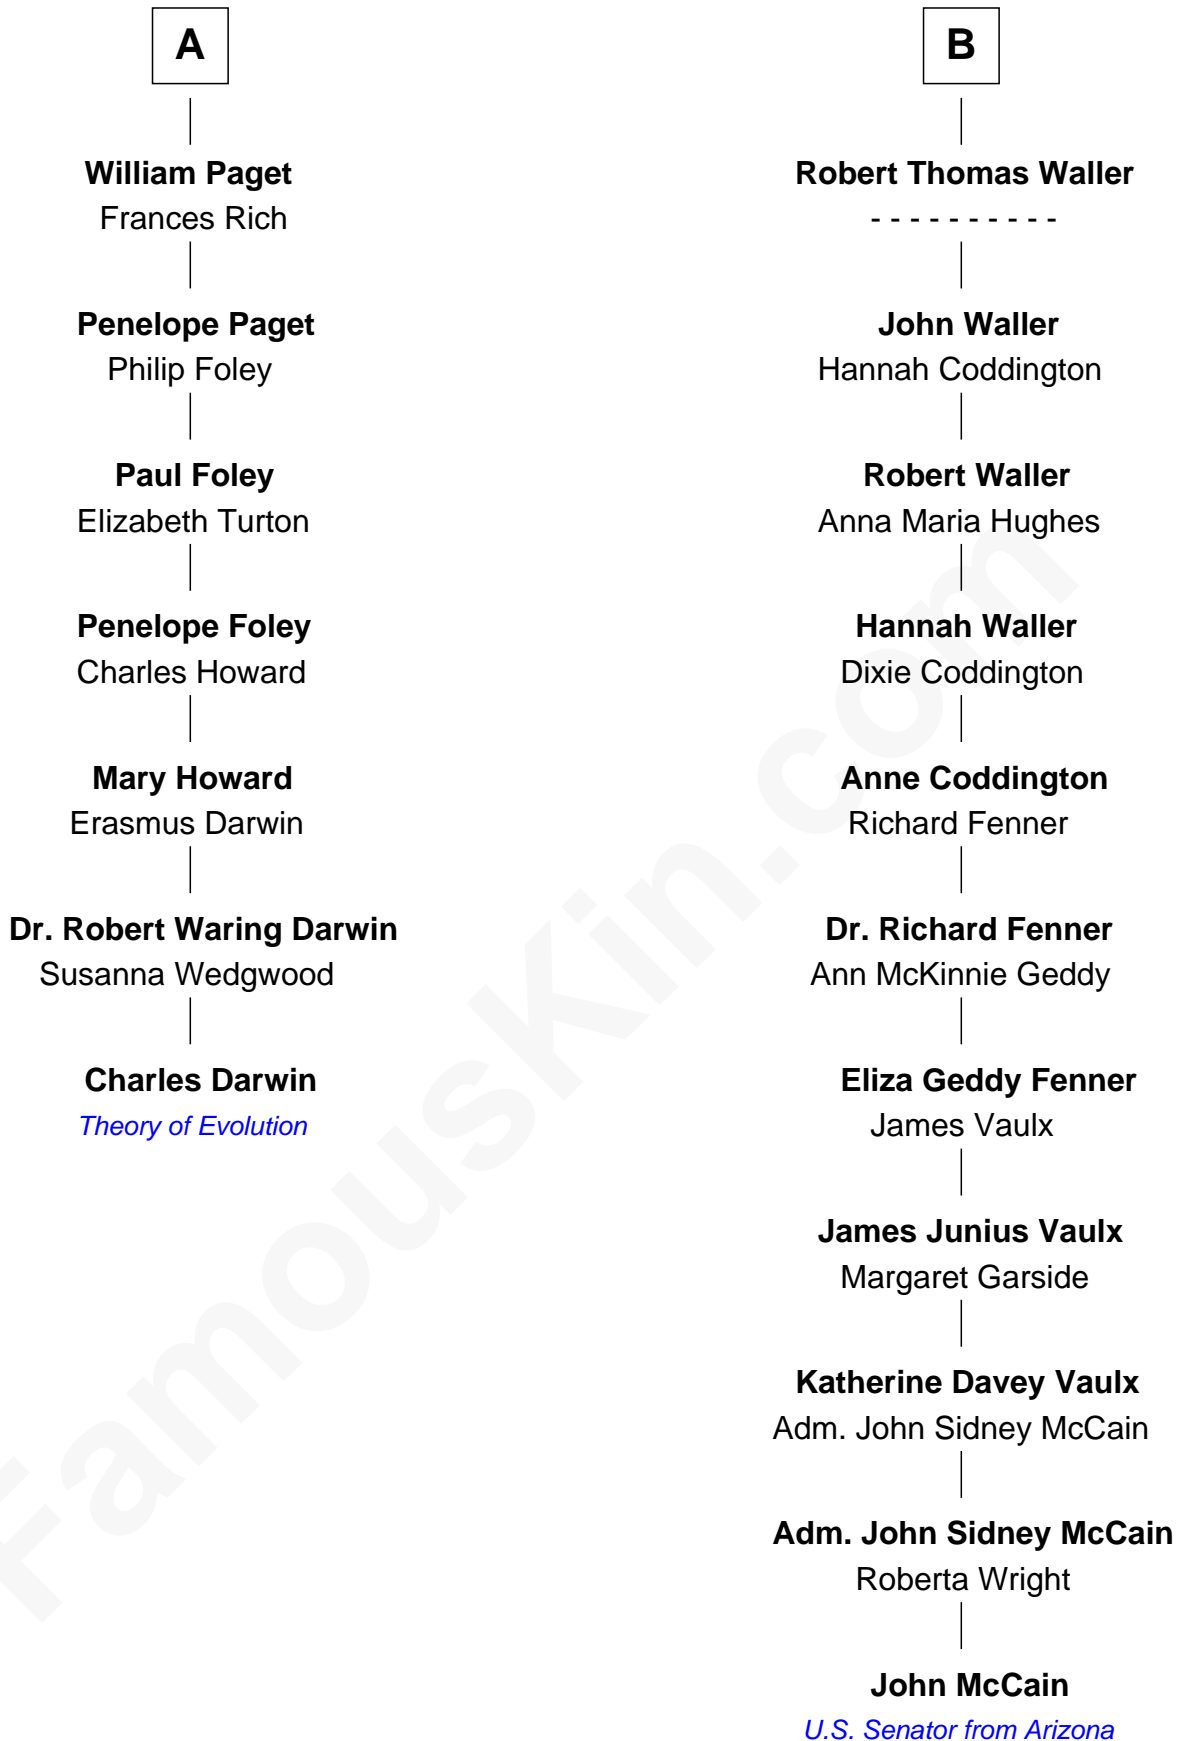 A
William Paget
Frances Rich
Penelope Paget
Philip Foley
Paul Foley
Elizabeth Turton
Penelope Foley
Charles Howard
Mary Howard
Erasmus Darwin
Dr. Robert Waring Darwin
Susanna Wedgwood
Charles Darwin
Theory of Evolution
B
Robert Thomas Waller
- - - - - - - - - -
John Waller
Hannah Coddington
Robert Waller
Anna Maria Hughes
Hannah Waller
Dixie Coddington
Anne Coddington
Richard Fenner
Dr. Richard Fenner
Ann McKinnie Geddy
Eliza Geddy Fenner
James Vaulx
James Junius Vaulx
Margaret Garside
Katherine Davey Vaulx
Adm. John Sidney McCain
Adm. John Sidney McCain
Roberta Wright
John McCain
U.S. Senator from Arizona
FamousKin.com